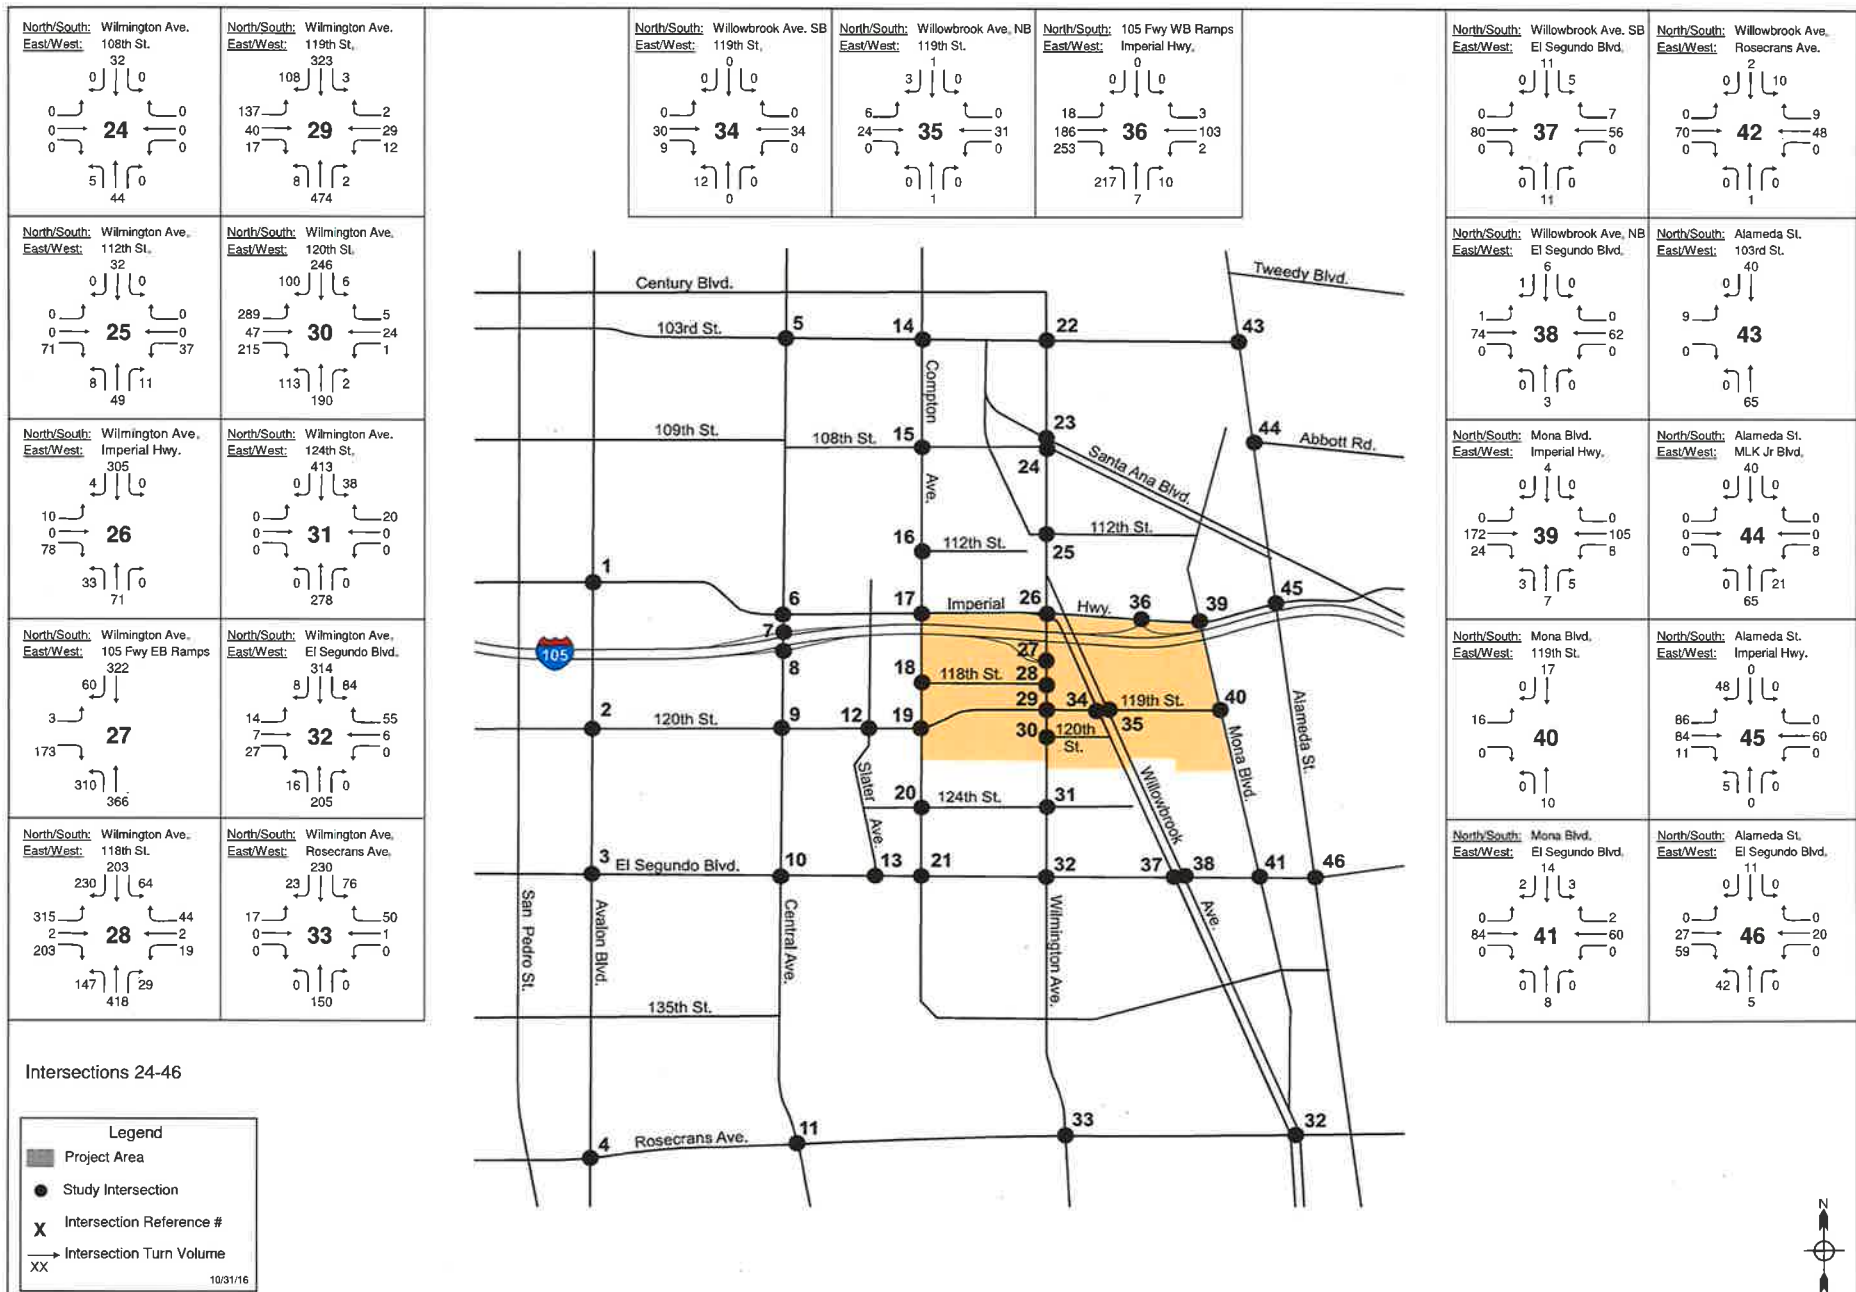 North/South: Wilmington Ave.
East/West: 108th St.
32
0 0
0 0
0 24 0
0 0
5 0
44
North/South: Wilmington Ave.
East/West: 119th St.
323
108 3
137 2
40 29 29
17 12
8 2
474
North/South: Wilmington Ave.
East/West: 112th St.
32
0 0
0 0
0 25 0
71 37
8 11
49
North/South: Wilmington Ave.
East/West: 120th St.
246
100 6
289 5
47 30 24
215 1
113 2
190
North/South: Wilmington Ave.
East/West: Imperial Hwy.
305
4 0
10
0 26
78
33 0
71
North/South: Wilmington Ave.
East/West: 124th St.
413
0 38
0 20
0 31 0
0 0
0 0
278
North/South: Wilmington Ave.
East/West: 105 Fwy EB Ramps
322
60
3
27
173
310
366
North/South: Wilmington Ave.
East/West: El Segundo Blvd.
314
8 84
14 55
7 32 6
27 0
16 0
205
North/South: Wilmington Ave.
East/West: 118th St.
203
230 64
315 44
2 28 2
203 19
147 29
418
North/South: Wilmington Ave.
East/West: Rosecrans Ave.
230
23 76
17 50
0 33 1
0 0
0 0
150
North/South: Willowbrook Ave. SB
East/West: 119th St.
0
0 0
0 0
30 34 34
9 0
12 0
0
North/South: Willowbrook Ave. NB
East/West: 119th St.
1
3 0
6 0
24 35 31
0 0
0 0
1
North/South: 105 Fwy WB Ramps
East/West: Imperial Hwy.
0
0 0
18 3
186 36 103
253 2
217 10
7
North/South: Willowbrook Ave. SB
East/West: El Segundo Blvd.
11
0 5
0 7
80 37 56
0 0
0 0
11
North/South: Willowbrook Ave.
East/West: Rosecrans Ave.
2
0 10
0 9
70 42 48
0 0
0 0
1
North/South: Willowbrook Ave. NB
East/West: El Segundo Blvd.
6
1 0
1 0
74 38 62
0 0
0 0
3
North/South: Alameda St.
East/West: 103rd St.
40
0
9
43
0
0
65
North/South: Mona Blvd.
East/West: Imperial Hwy.
4
0 0
0 0
172 39 105
24 8
3 5
7
North/South: Alameda St.
East/West: MLK Jr Blvd.
40
0 0
0 0
0 44 0
0 8
0 21
65
North/South: Mona Blvd.
East/West: 119th St.
17
0
16
40
0
0
10
North/South: Alameda St.
East/West: Imperial Hwy.
0
48 0
86 0
84 45 60
11 0
5 0
0
North/South: Mona Blvd.
East/West: El Segundo Blvd.
14
2 3
0 2
84 41 60
0 0
0 0
8
North/South: Alameda St.
East/West: El Segundo Blvd.
11
0 0
0 0
27 46 20
59 0
42 0
5
Century Blvd.
Tweedy Blvd.
103rd St.
5
14
22
43
Compton
Ave.
109th St.
108th St.
15
23
24
44
Abbott Rd.
Santa Ana Blvd.
16
112th St.
25
112th St.
1
6
7
8
17
Imperial
26
Hwy.
36
39
45
105
27
18
118th St.
28
2
120th St.
9
12
19
29
34
119th St.
35
40
30
120th
St.
Slater
Ave.
Willowbrook
Ave.
Mona Blvd.
Alameda St.
20
124th St.
31
3
El Segundo Blvd.
10
13
21
32
37
38
41
46
San Pedro St.
Avalon Blvd.
Central Ave.
Wilmington Ave.
135th St.
4
Rosecrans Ave.
11
33
32
Intersections 24-46
Legend
Project Area
Study Intersection
X Intersection Reference #
Intersection Turn Volume
XX
10/31/16
N